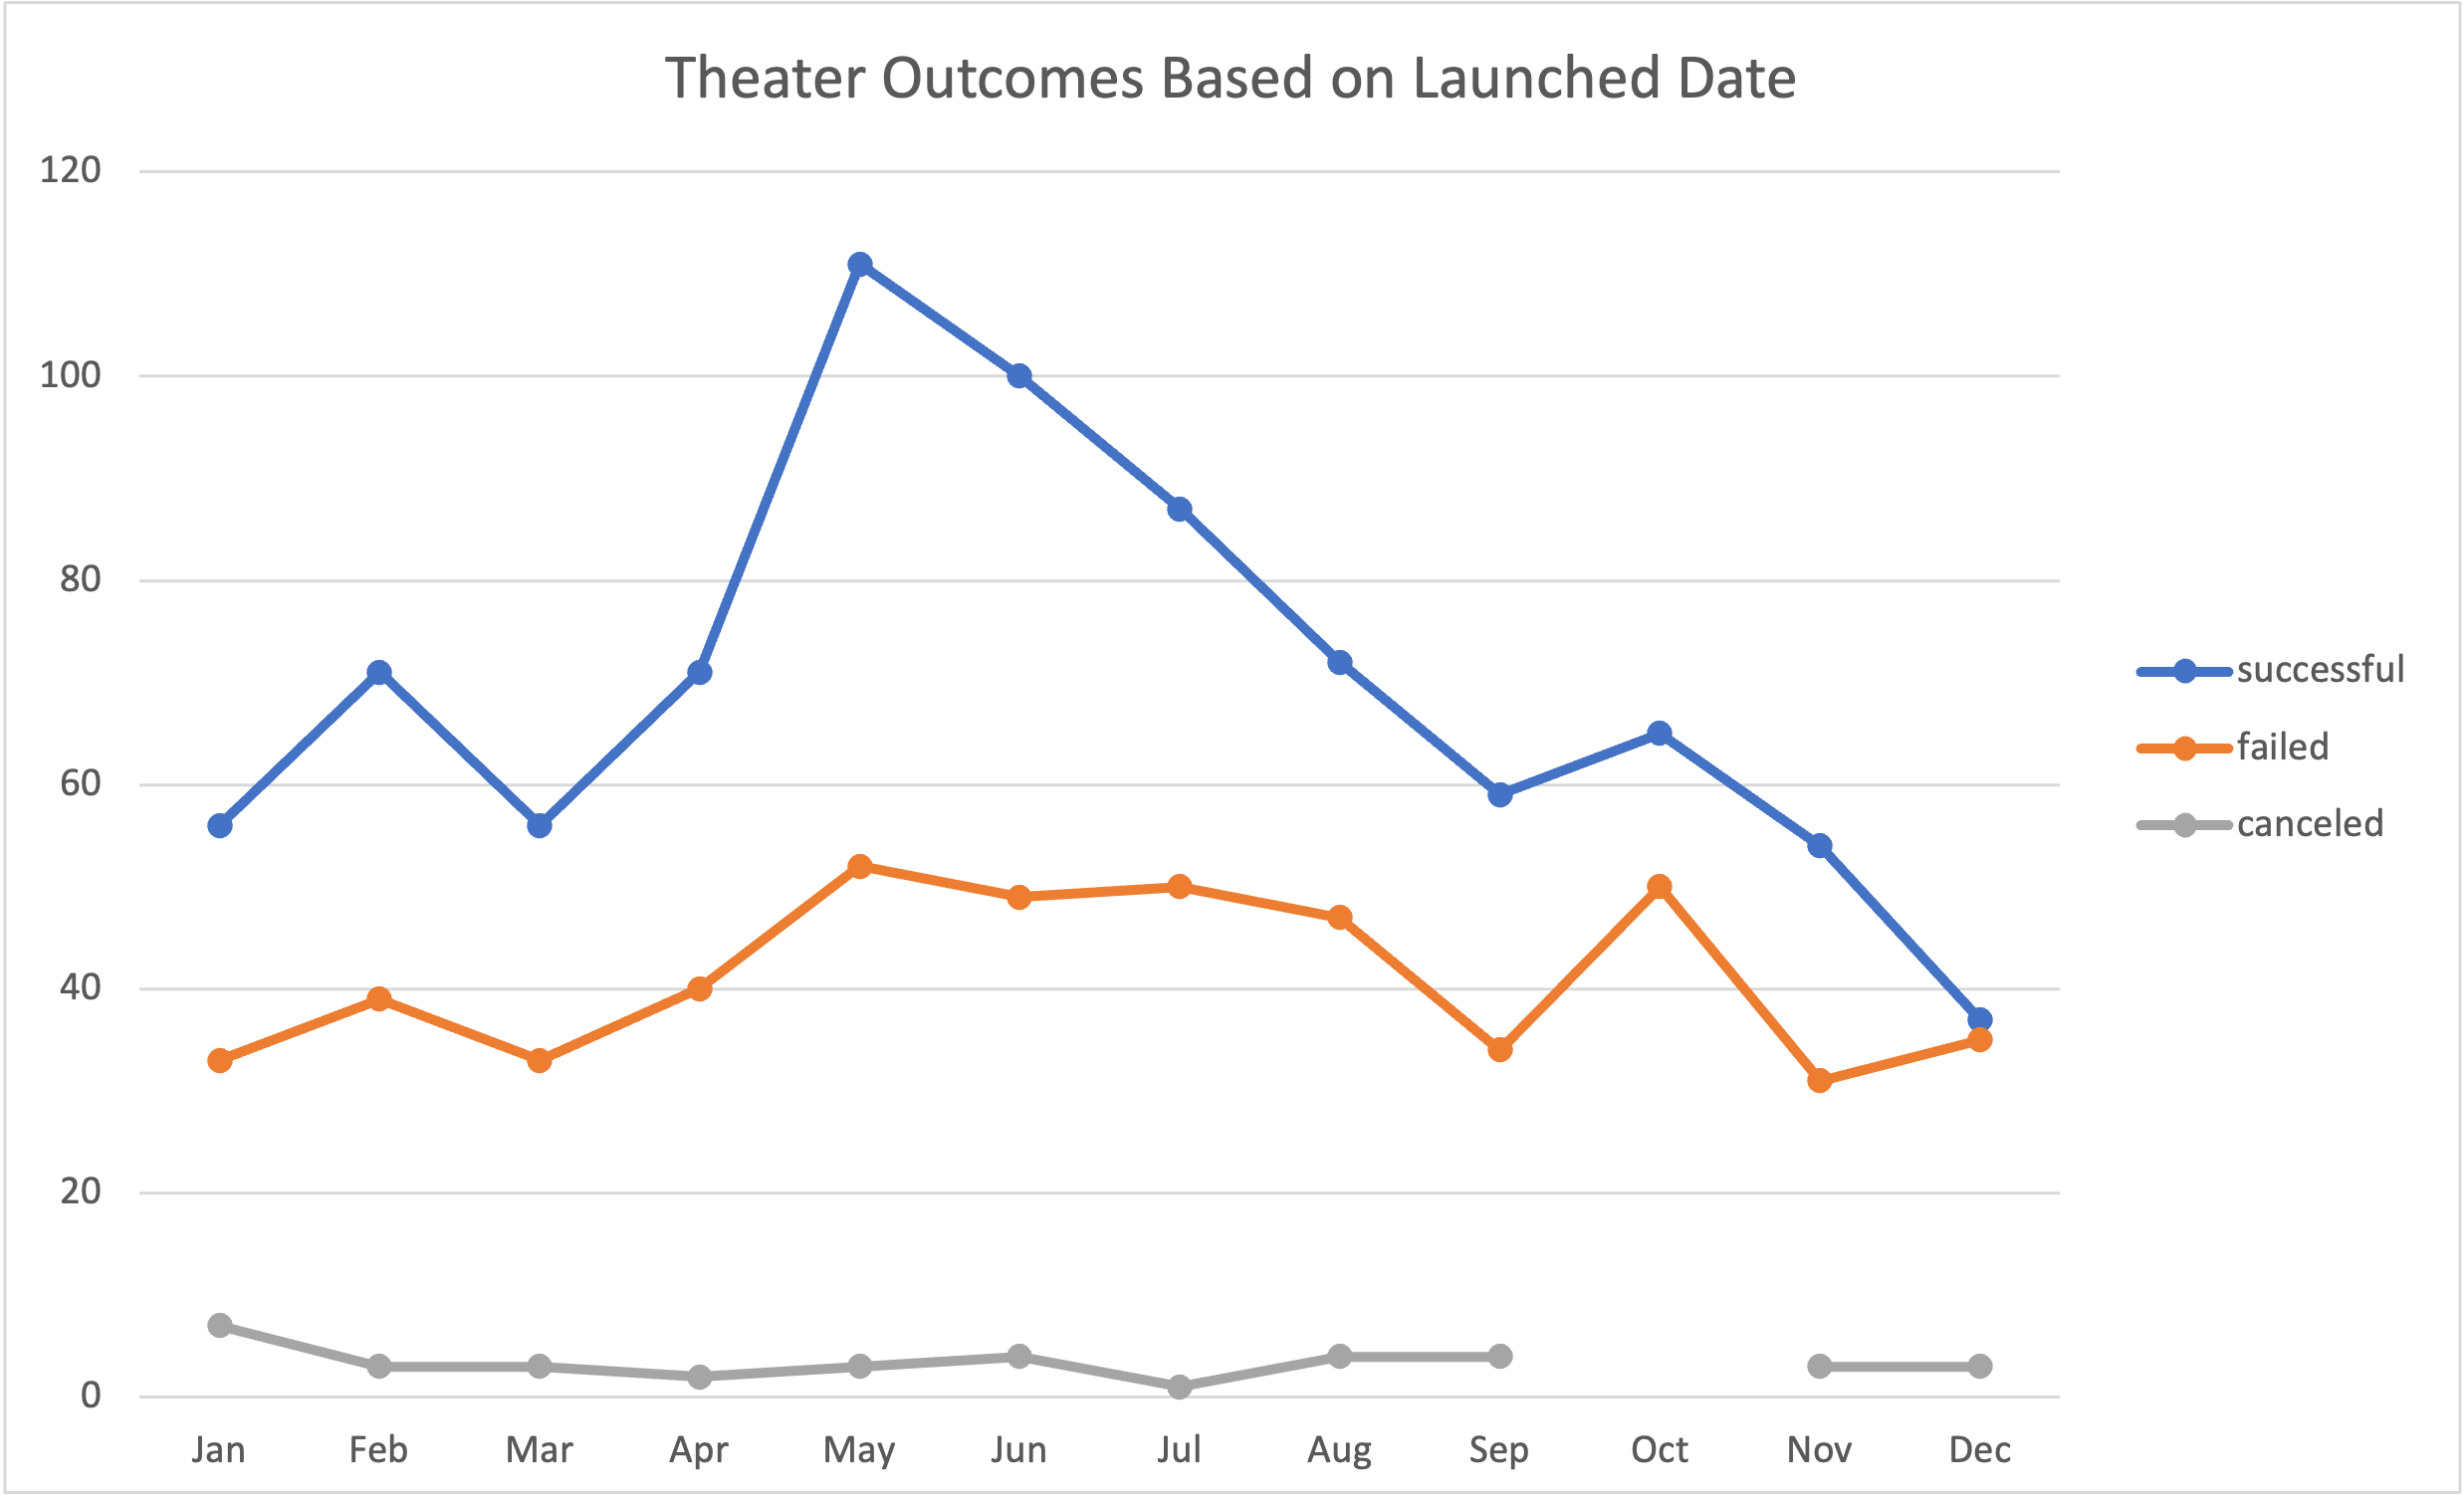 Theater Outcomes Based on Launched Date
120
100
80
60
40
20
0
Jan Feb Mar Apr May Jun Jul Aug Sep Oct Nov Dec
successful
failed
canceled